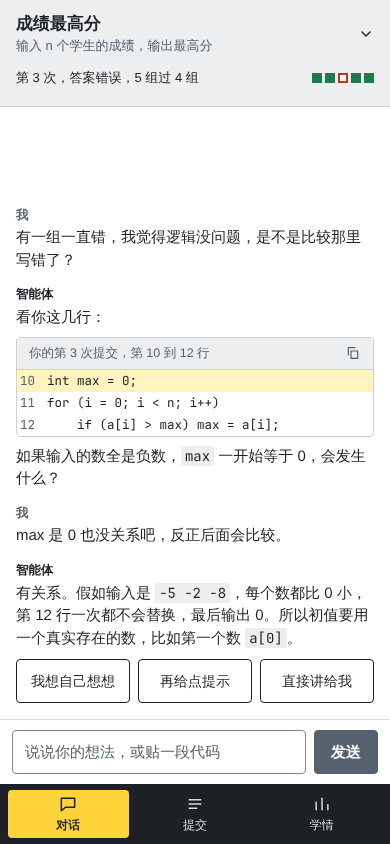 成绩最高分
输入 n 个学生的成绩，输出最高分
第 3 次，答案错误，5 组过 4 组
我
有一组一直错，我觉得逻辑没问题，是不是比较那里
写错了？
智能体
看你这几行：
你的第 3 次提交，第 10 到 12 行
10 int max = 0;
11 for (i = 0; i < n; i++)
12     if (a[i] > max) max = a[i];
如果输入的数全是负数，max 一开始等于 0，会发生
什么？
我
max 是 0 也没关系吧，反正后面会比较。
智能体
有关系。假如输入是 -5 -2 -8，每个数都比 0 小，
第 12 行一次都不会替换，最后输出 0。所以初值要用
一个真实存在的数，比如第一个数 a[0]。
我想自己想想
再给点提示
直接讲给我
说说你的想法，或贴一段代码
发送
对话
提交
学情